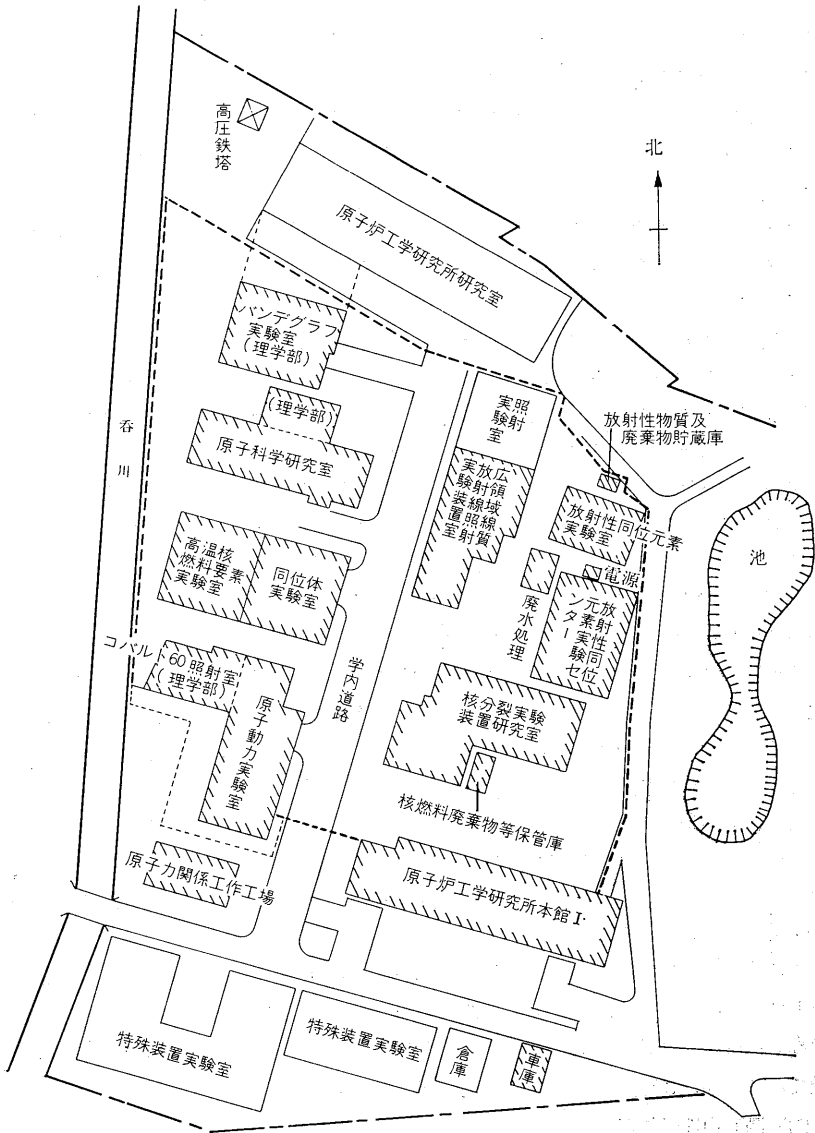 高圧鉄塔
北
原子炉工学研究所研究室
バンデグラフ
実験室
(理学部)
(理学部)
原子科学研究室
呑川
照射
実験室
広領域線質
放射線照射
実験装置室
放射性物質及
廃棄物貯蔵庫
放射性同位元素
実験室
電源
放射性同位
元素実験セ
ンター
廃水処理
池
高温核
燃料要素
実験室
同位体
実験室
コバルト60照射室
(理学部)
原子動力実験室
学内道路
核分裂実験
装置研究室
核燃料廃棄物等保管庫
原子力関係工作工場
原子炉工学研究所本館I
特殊装置実験室
特殊装置実験室
倉庫
車庫